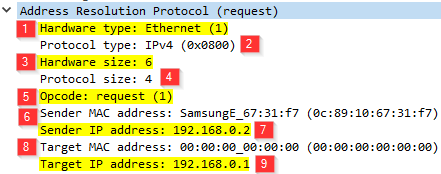 Address Resolution Protocol (request)
1 Hardware type: Ethernet (1)
Protocol type: IPv4 (0x0800) 2
3 Hardware size: 6
Protocol size: 4 4
5 Opcode: request (1)
6 Sender MAC address: SamsungE_67:31:f7 (0c:89:10:67:31:f7)
Sender IP address: 192.168.0.2 7
8 Target MAC address: 00:00:00_00:00:00 (00:00:00:00:00:00)
Target IP address: 192.168.0.1 9